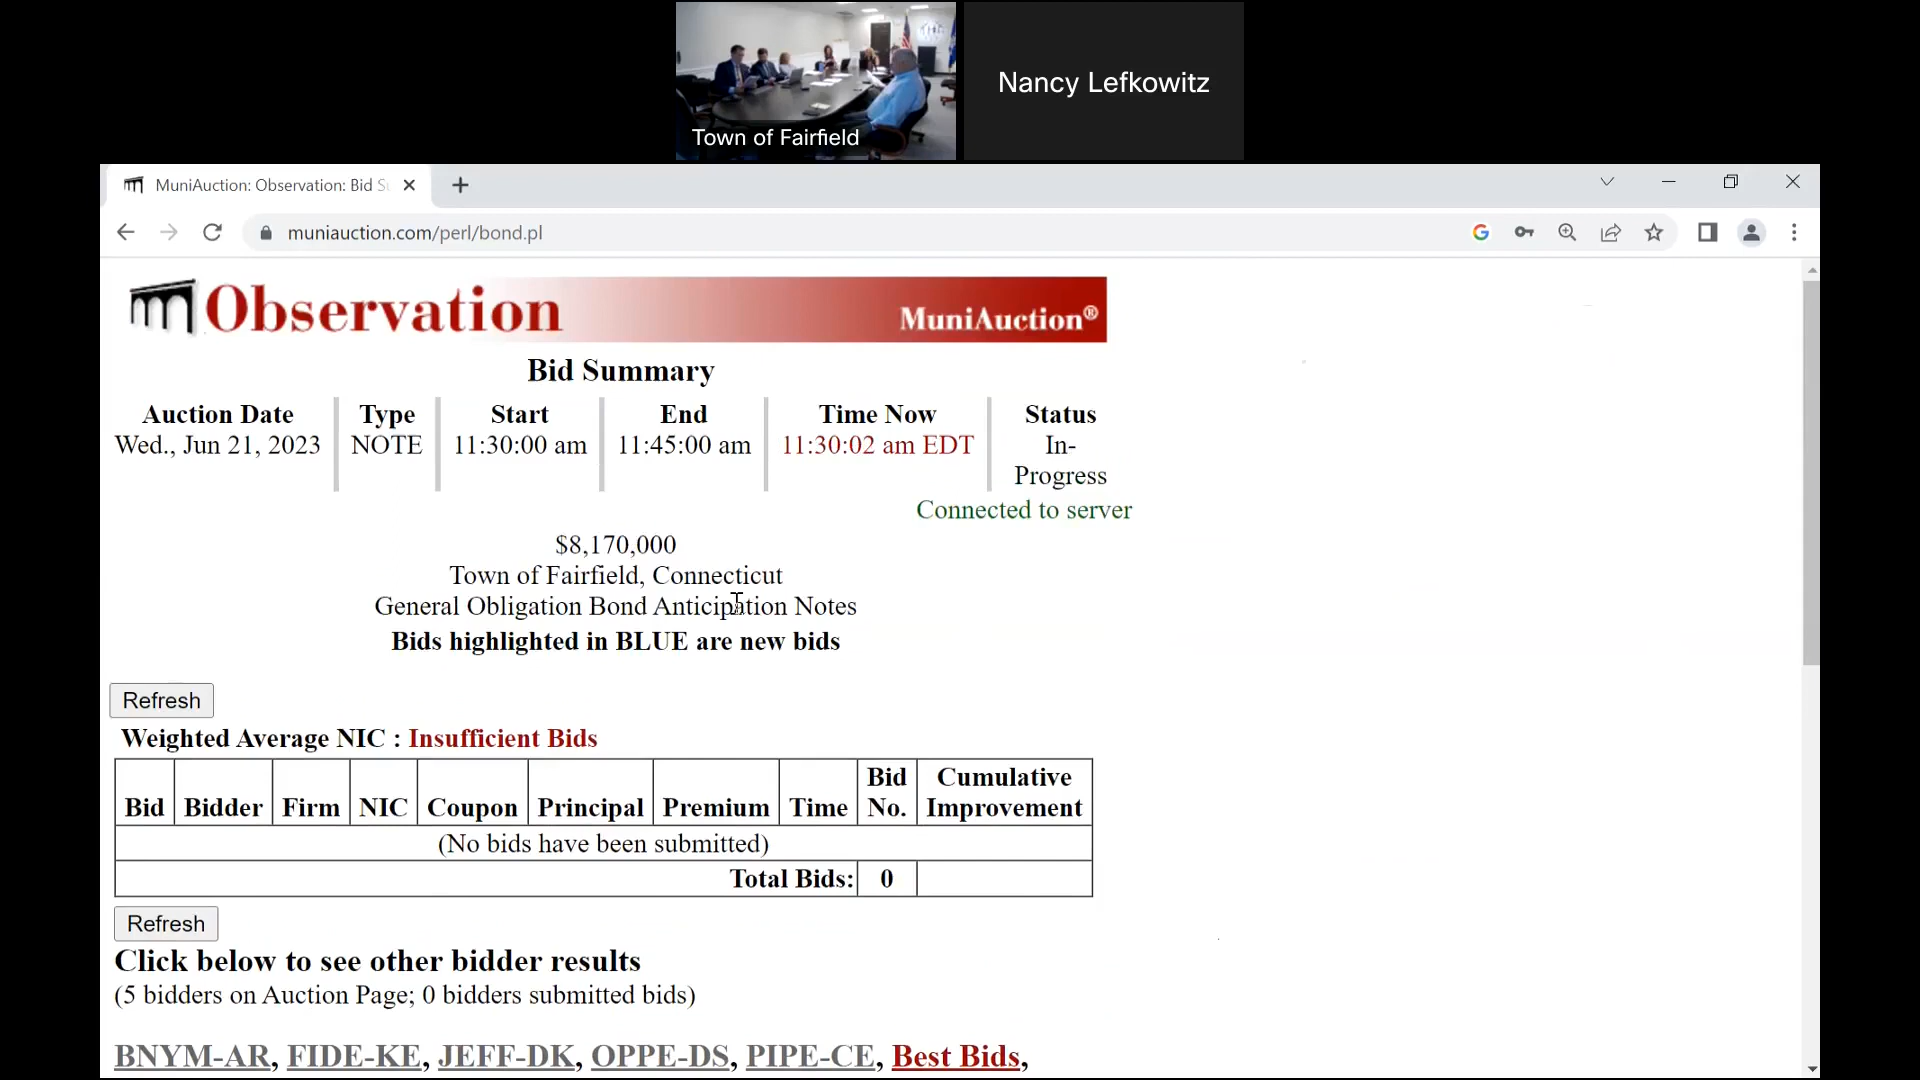 Town of Fairfield
Nancy Lefkowitz
MuniAuction: Observation: Bid S
muniauction.com/perl/bond.pl
Observation
MuniAuction®
Bid Summary
Auction Date Type Start End Time Now Status
Wed., Jun 21, 2023 NOTE 11:30:00 am 11:45:00 am 11:30:02 am EDT In-
Progress
Connected to server
$8,170,000
Town of Fairfield, Connecticut
General Obligation Bond Anticipation Notes
Bids highlighted in BLUE are new bids
Refresh
Weighted Average NIC : Insufficient Bids
Bid Cumulative
Bid Bidder Firm NIC Coupon Principal Premium Time No. Improvement
(No bids have been submitted)
Total Bids: 0
Refresh
Click below to see other bidder results
(5 bidders on Auction Page; 0 bidders submitted bids)
BNYM-AR, FIDE-KE, JEFF-DK, OPPE-DS, PIPE-CE, Best Bids,